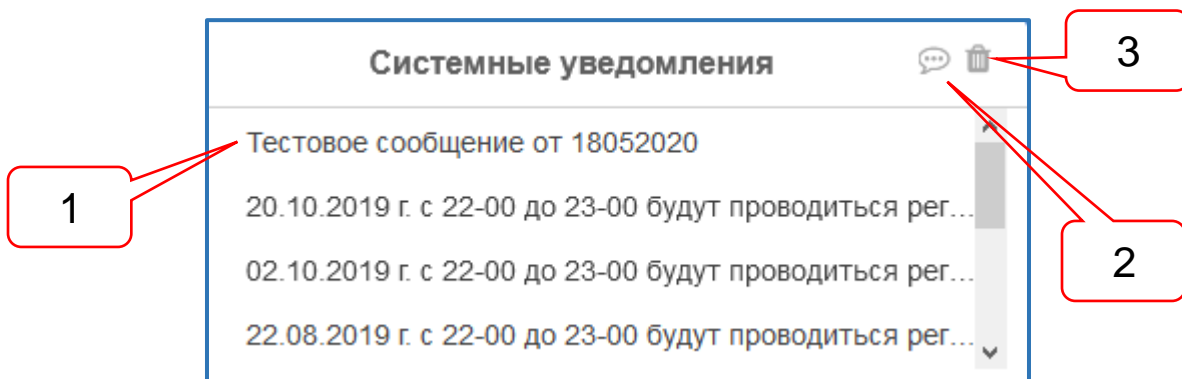 Системные уведомления
3
Тестовое сообщение от 18052020
1
20.10.2019 г. с 22-00 до 23-00 будут проводиться рег...
02.10.2019 г. с 22-00 до 23-00 будут проводиться рег...
2
22.08.2019 г. с 22-00 до 23-00 будут проводиться рег...